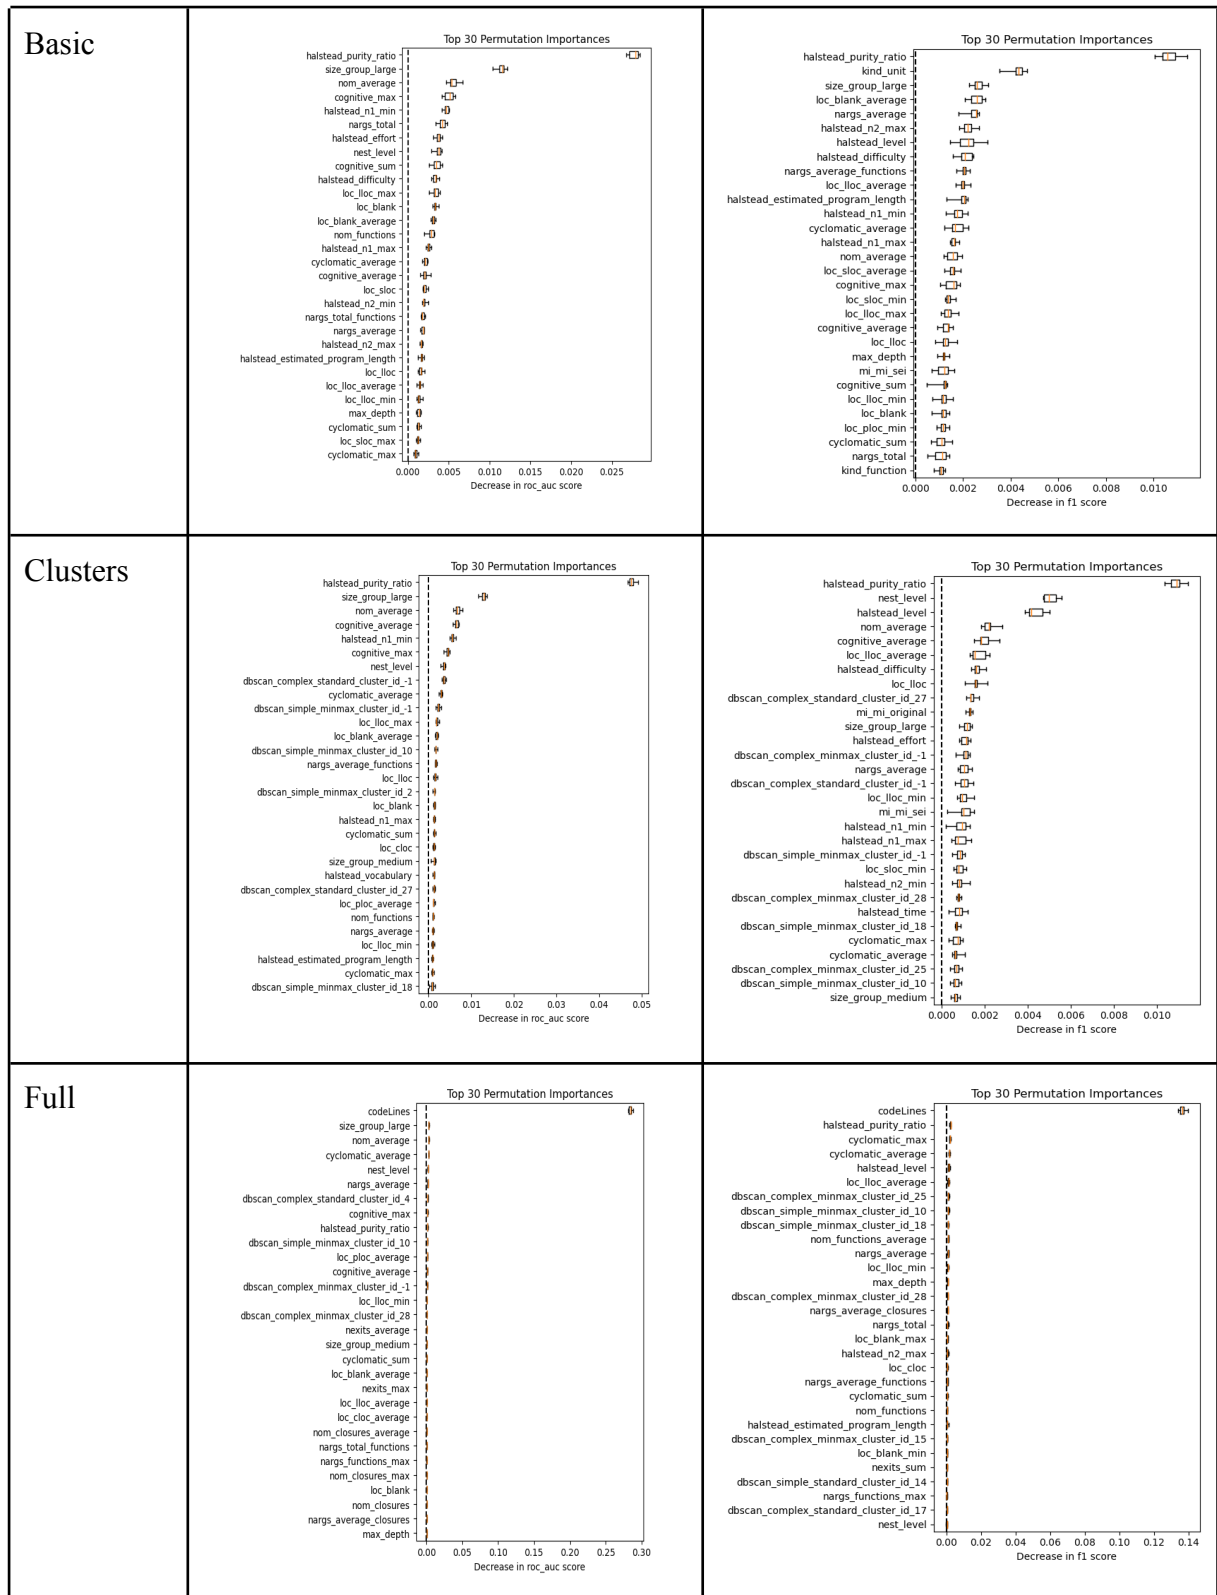 Basic
Top 30 Permutation Importances
halstead_purity_ratio
size_group_large
nom_average
cognitive_max
halstead_n1_min
nargs_total
halstead_effort
nest_level
cognitive_sum
halstead_difficulty
loc_lloc_max
loc_blank
loc_blank_average
nom_functions
halstead_n1_max
cyclomatic_average
cognitive_average
loc_sloc
halstead_n2_min
nargs_total_functions
nargs_average
halstead_n2_max
halstead_estimated_program_length
loc_lloc
loc_lloc_average
loc_lloc_min
max_depth
cyclomatic_sum
loc_sloc_max
cyclomatic_max
0.000 0.005 0.010 0.015 0.020 0.025
Decrease in roc_auc score
Top 30 Permutation Importances
halstead_purity_ratio
kind_unit
size_group_large
loc_blank_average
nargs_average
halstead_n2_max
halstead_level
halstead_difficulty
nargs_average_functions
loc_lloc_average
halstead_estimated_program_length
halstead_n1_min
cyclomatic_average
halstead_n1_max
nom_average
loc_sloc_average
cognitive_max
loc_sloc_min
loc_lloc_max
cognitive_average
loc_lloc
max_depth
mi_mi_sei
cognitive_sum
loc_lloc_min
loc_blank
loc_ploc_min
cyclomatic_sum
nargs_total
kind_function
0.000 0.002 0.004 0.006 0.008 0.010
Decrease in f1 score
Clusters
Top 30 Permutation Importances
halstead_purity_ratio
size_group_large
nom_average
cognitive_average
halstead_n1_min
cognitive_max
nest_level
dbscan_complex_standard_cluster_id_-1
cyclomatic_average
dbscan_simple_minmax_cluster_id_-1
loc_lloc_max
loc_blank_average
dbscan_simple_minmax_cluster_id_10
nargs_average_functions
loc_lloc
dbscan_simple_minmax_cluster_id_2
loc_blank
halstead_n1_max
cyclomatic_sum
loc_cloc
size_group_medium
halstead_vocabulary
dbscan_complex_standard_cluster_id_27
loc_ploc_average
nom_functions
nargs_average
loc_lloc_min
halstead_estimated_program_length
cyclomatic_max
dbscan_simple_minmax_cluster_id_18
0.00 0.01 0.02 0.03 0.04 0.05
Decrease in roc_auc score
Top 30 Permutation Importances
halstead_purity_ratio
nest_level
halstead_level
nom_average
cognitive_average
loc_lloc_average
halstead_difficulty
loc_lloc
dbscan_complex_standard_cluster_id_27
mi_mi_original
size_group_large
halstead_effort
dbscan_complex_minmax_cluster_id_-1
nargs_average
dbscan_complex_standard_cluster_id_-1
loc_lloc_min
mi_mi_sei
halstead_n1_min
halstead_n1_max
dbscan_simple_minmax_cluster_id_-1
loc_sloc_min
halstead_n2_min
dbscan_complex_minmax_cluster_id_28
halstead_time
dbscan_simple_minmax_cluster_id_18
cyclomatic_max
cyclomatic_average
dbscan_complex_minmax_cluster_id_25
dbscan_simple_minmax_cluster_id_10
size_group_medium
0.000 0.002 0.004 0.006 0.008 0.010
Decrease in f1 score
Full
Top 30 Permutation Importances
codeLines
size_group_large
nom_average
cyclomatic_average
nest_level
nargs_average
dbscan_complex_standard_cluster_id_4
cognitive_max
halstead_purity_ratio
dbscan_simple_minmax_cluster_id_10
loc_ploc_average
cognitive_average
dbscan_complex_minmax_cluster_id_-1
loc_lloc_min
dbscan_complex_minmax_cluster_id_28
nexits_average
size_group_medium
cyclomatic_sum
loc_blank_average
nexits_max
loc_lloc_average
loc_cloc_average
nom_closures_average
nargs_total_functions
nargs_functions_max
nom_closures_max
loc_blank
nom_closures
nargs_average_closures
max_depth
0.00 0.05 0.10 0.15 0.20 0.25 0.30
Decrease in roc_auc score
Top 30 Permutation Importances
codeLines
halstead_purity_ratio
cyclomatic_max
cyclomatic_average
halstead_level
loc_lloc_average
dbscan_complex_minmax_cluster_id_25
dbscan_simple_minmax_cluster_id_10
dbscan_simple_minmax_cluster_id_18
nom_functions_average
nargs_average
loc_lloc_min
max_depth
dbscan_complex_minmax_cluster_id_28
nargs_average_closures
nargs_total
loc_blank_max
halstead_n2_max
loc_cloc
nargs_average_functions
cyclomatic_sum
nom_functions
halstead_estimated_program_length
dbscan_complex_minmax_cluster_id_15
loc_blank_min
nexits_sum
dbscan_simple_standard_cluster_id_14
nargs_functions_max
dbscan_complex_standard_cluster_id_17
nest_level
0.00 0.02 0.04 0.06 0.08 0.10 0.12 0.14
Decrease in f1 score